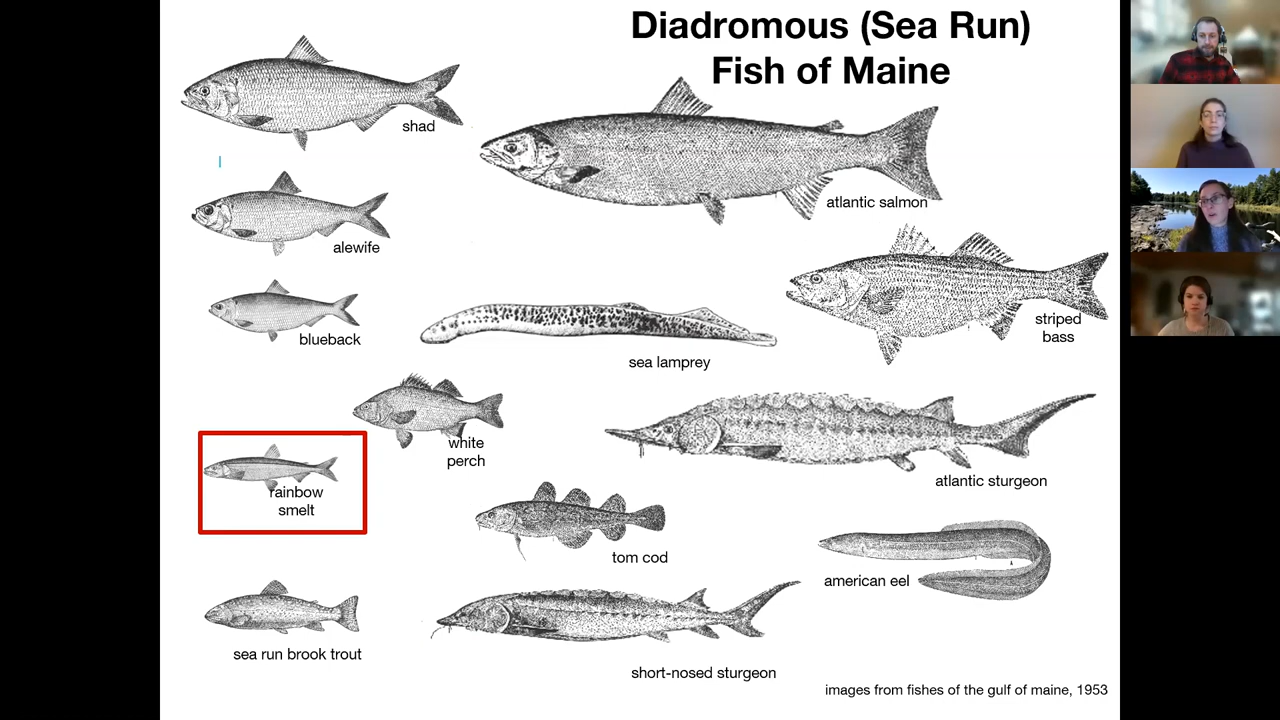 Diadromous (Sea Run)
Fish of Maine
shad
atlantic salmon
alewife
striped
bass
blueback
sea lamprey
white
perch
rainbow
smelt
atlantic sturgeon
tom cod
american eel
sea run brook trout
short-nosed sturgeon
images from fishes of the gulf of maine, 1953